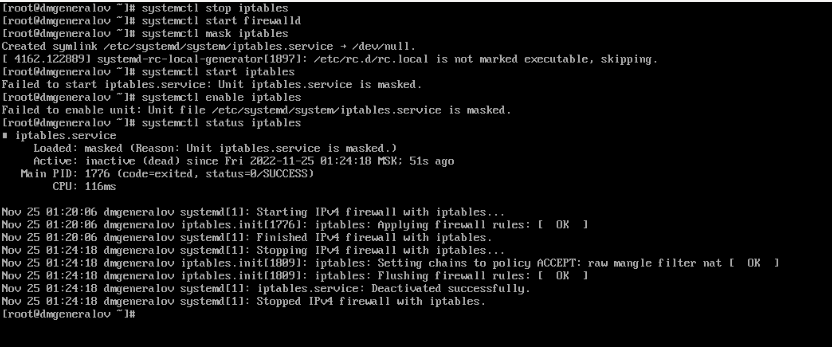 [root@dmgeneralov ~]# systemctl stop iptables
[root@dmgeneralov ~]# systemctl start firewalld
[root@dmgeneralov ~]# systemctl mask iptables
Created symlink /etc/systemd/system/iptables.service → /dev/null.
[ 4162.122889] systemd-rc-local-generator[1897]: /etc/rc.d/rc.local is not marked executable, skipping.
[root@dmgeneralov ~]# systemctl start iptables
Failed to start iptables.service: Unit iptables.service is masked.
[root@dmgeneralov ~]# systemctl enable iptables
Failed to enable unit: Unit file /etc/systemd/system/iptables.service is masked.
[root@dmgeneralov ~]# systemctl status iptables
■ iptables.service
     Loaded: masked (Reason: Unit iptables.service is masked.)
     Active: inactive (dead) since Fri 2022-11-25 01:24:18 MSK; 51s ago
   Main PID: 1776 (code=exited, status=0/SUCCESS)
        CPU: 116ms

Nov 25 01:20:06 dmgeneralov systemd[1]: Starting IPv4 firewall with iptables...
Nov 25 01:20:06 dmgeneralov iptables.init[1776]: iptables: Applying firewall rules: [  OK  ]
Nov 25 01:20:06 dmgeneralov systemd[1]: Finished IPv4 firewall with iptables.
Nov 25 01:24:18 dmgeneralov systemd[1]: Stopping IPv4 firewall with iptables...
Nov 25 01:24:18 dmgeneralov iptables.init[1809]: iptables: Setting chains to policy ACCEPT: raw mangle filter nat [  OK  ]
Nov 25 01:24:18 dmgeneralov iptables.init[1809]: iptables: Flushing firewall rules: [  OK  ]
Nov 25 01:24:18 dmgeneralov systemd[1]: iptables.service: Deactivated successfully.
Nov 25 01:24:18 dmgeneralov systemd[1]: Stopped IPv4 firewall with iptables.
[root@dmgeneralov ~]#